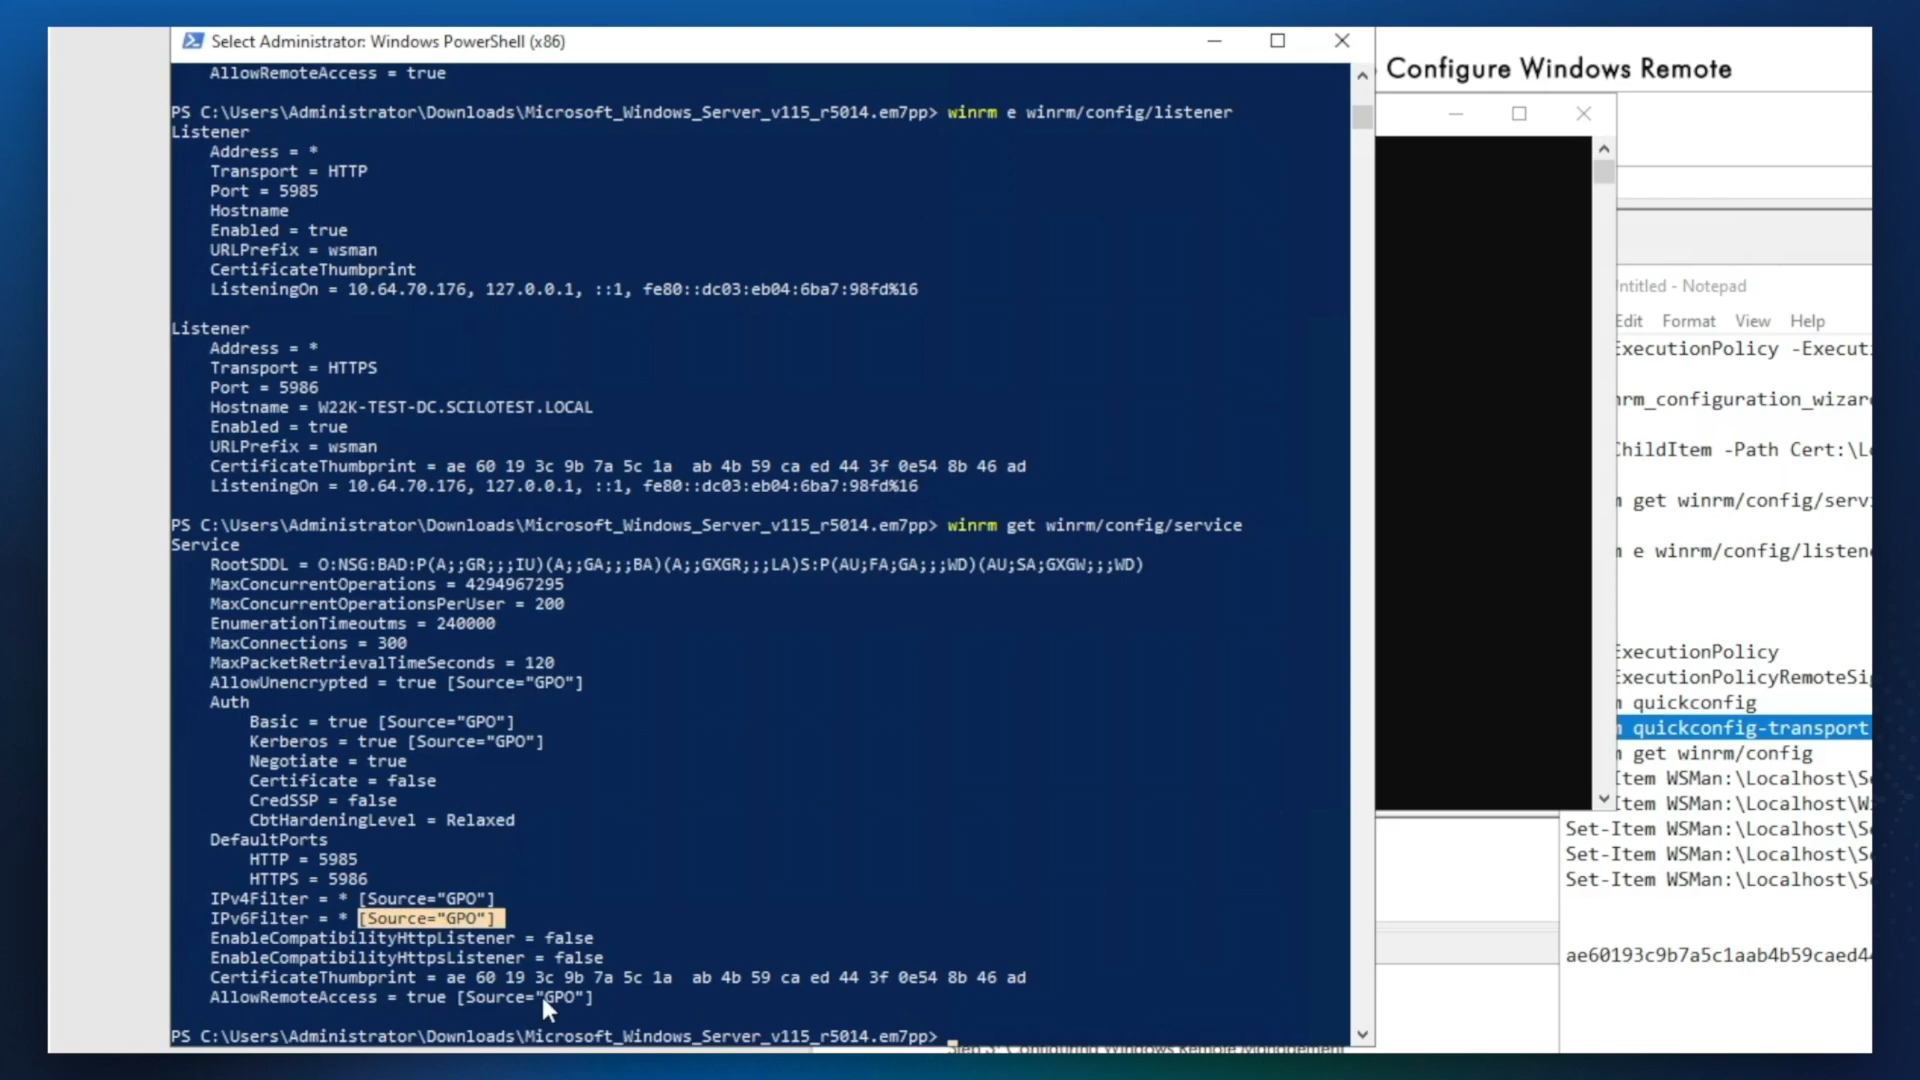 Select Administrator: Windows PowerShell (x86)
AllowRemoteAccess = true
PS C:\Users\Administrator\Downloads\Microsoft_Windows_Server_v115_r5014.em7pp> winrm e winrm/config/listener
Listener
Address = *
Transport = HTTP
Port = 5985
Hostname
Enabled = true
URLPrefix = wsman
CertificateThumbprint
ListeningOn = 10.64.70.176, 127.0.0.1, ::1, fe80::dc03:eb04:6ba7:98fd%16
Listener
Address = *
Transport = HTTPS
Port = 5986
Hostname = W22K-TEST-DC.SCILOTEST.LOCAL
Enabled = true
URLPrefix = wsman
CertificateThumbprint = ae 60 19 3c 9b 7a 5c 1a  ab 4b 59 ca ed 44 3f 0e54 8b 46 ad
ListeningOn = 10.64.70.176, 127.0.0.1, ::1, fe80::dc03:eb04:6ba7:98fd%16
PS C:\Users\Administrator\Downloads\Microsoft_Windows_Server_v115_r5014.em7pp> winrm get winrm/config/service
Service
RootSDDL = O:NSG:BAD:P(A;;GR;;;IU)(A;;GA;;;BA)(A;;GXGR;;;LA)S:P(AU;FA;GA;;;WD)(AU;SA;GXGW;;;WD)
MaxConcurrentOperations = 4294967295
MaxConcurrentOperationsPerUser = 200
EnumerationTimeoutms = 240000
MaxConnections = 300
MaxPacketRetrievalTimeSeconds = 120
AllowUnencrypted = true [Source="GPO"]
Auth
Basic = true [Source="GPO"]
Kerberos = true [Source="GPO"]
Negotiate = true
Certificate = false
CredSSP = false
CbtHardeningLevel = Relaxed
DefaultPorts
HTTP = 5985
HTTPS = 5986
IPv4Filter = * [Source="GPO"]
IPv6Filter = * [Source="GPO"]
EnableCompatibilityHttpListener = false
EnableCompatibilityHttpsListener = false
CertificateThumbprint = ae 60 19 3c 9b 7a 5c 1a  ab 4b 59 ca ed 44 3f 0e54 8b 46 ad
AllowRemoteAccess = true [Source="GPO"]
PS C:\Users\Administrator\Downloads\Microsoft_Windows_Server_v115_r5014.em7pp>
Configure Windows Remote
ntitled - Notepad
Edit Format View Help
ExecutionPolicy -Execut
nrm_configuration_wizar
ChildItem -Path Cert:\L
get winrm/config/serv
e winrm/config/listen
ExecutionPolicy
ExecutionPolicyRemoteSi
quickconfig
quickconfig-transport
get winrm/config
Item WSMan:\Localhost\S
Item WSMan:\Localhost\W
Set-Item WSMan:\Localhost\S
Set-Item WSMan:\Localhost\S
Set-Item WSMan:\Localhost\S
ae60193c9b7a5c1aab4b59caed4